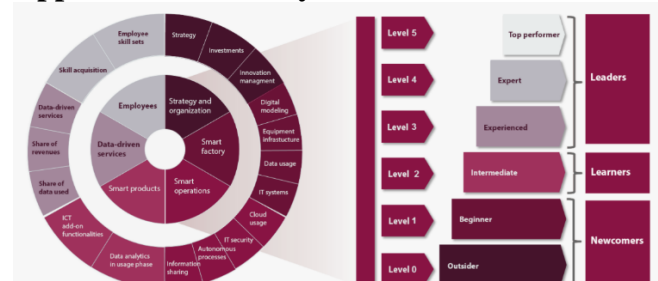 Employee
skill sets
Strategy
Investments
Innovation
managment
Digital
modeling
Equipment
infrastucture
Data usage
IT systems
Cloud
usage
IT security
Autonomous
processes
Information
sharing
Data analytics
in usage phase
ICT
add-on
functionalities
Share of
data used
Share of
revenues
Data-driven
services
Skill acquisition
Employees
Strategy and
organization
Smart
factory
Smart
operations
Smart products
Data-driven
services
Level 5
Top performer
Level 4
Expert
Leaders
Level 3
Experienced
Level 2
Intermediate
Learners
Level 1
Beginner
Newcomers
Level 0
Outsider